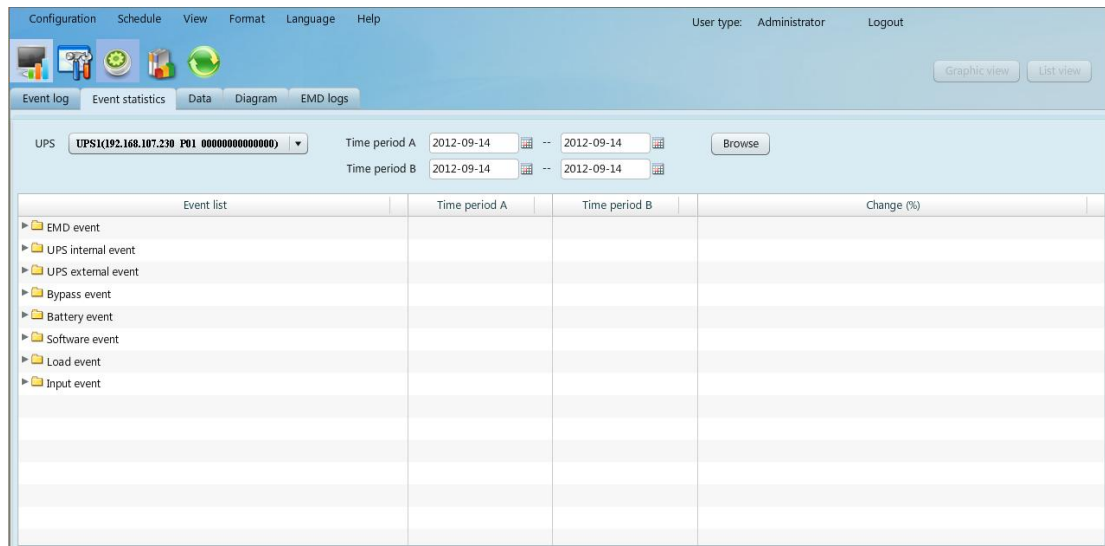 Configuration Schedule View Format Language Help User type: Administrator Logout
Graphic view List view
Event log Event statistics Data Diagram EMD logs
UPS UPS1(192.168.107.230 P01 00000000000000) Time period A 2012-09-14 -- 2012-09-14 Browse
Time period B 2012-09-14 -- 2012-09-14
Event list Time period A Time period B Change (%)
EMD event
UPS internal event
UPS external event
Bypass event
Battery event
Software event
Load event
Input event